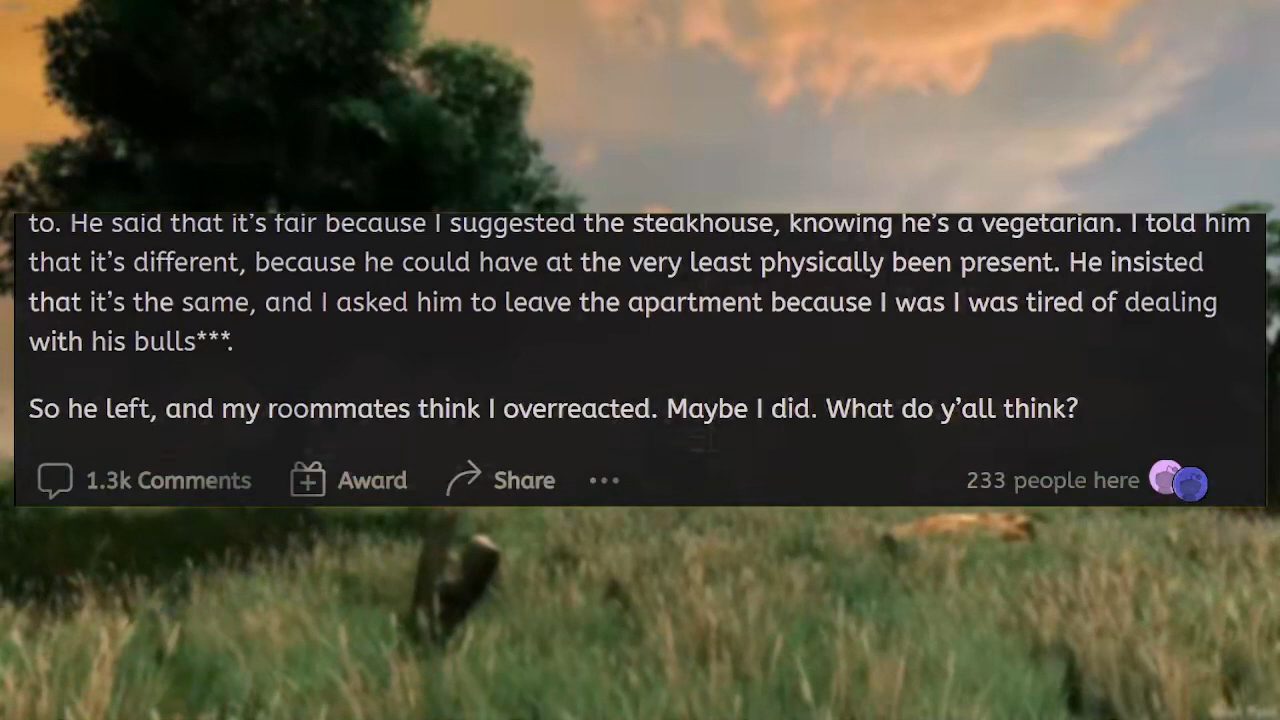 to. He said that it's fair because I suggested the steakhouse, knowing he's a vegetarian. I told him
that it's different, because he could have at the very least physically been present. He insisted
that it's the same, and I asked him to leave the apartment because I was I was tired of dealing
with his bulls***.
So he left, and my roommates think I overreacted. Maybe I did. What do y'all think?
1.3k Comments Award Share ••• 233 people here